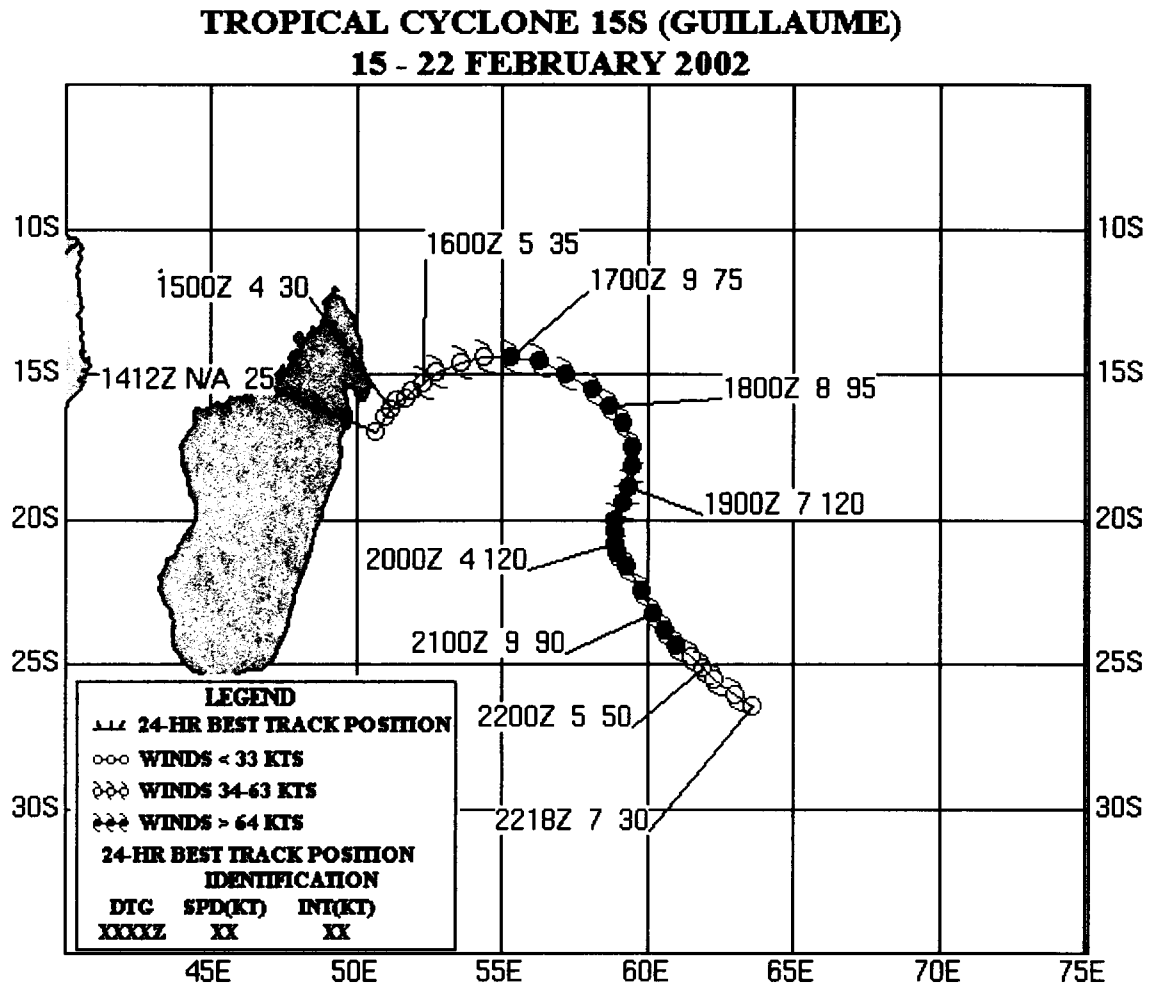 TROPICAL CYCLONE 15S (GUILLAUME)
15 - 22 FEBRUARY 2002
10S
10S
1600Z 5 35
1700Z 9 75
1500Z 4 30
15S
1412Z N/A 25
15S
1800Z 8 95
1900Z 7 120
20S
20S
2000Z 4 120
2100Z 9 90
25S
25S
2200Z 5 50
2218Z 7 30
30S
30S
LEGEND
24-HR BEST TRACK POSITION
WINDS < 33 KTS
WINDS 34-63 KTS
WINDS > 64 KTS
24-HR BEST TRACK POSITION
IDENTIFICATION
DTG SPD(KT) INT(KT)
XXXXZ XX XX
45E 50E 55E 60E 65E 70E 75E